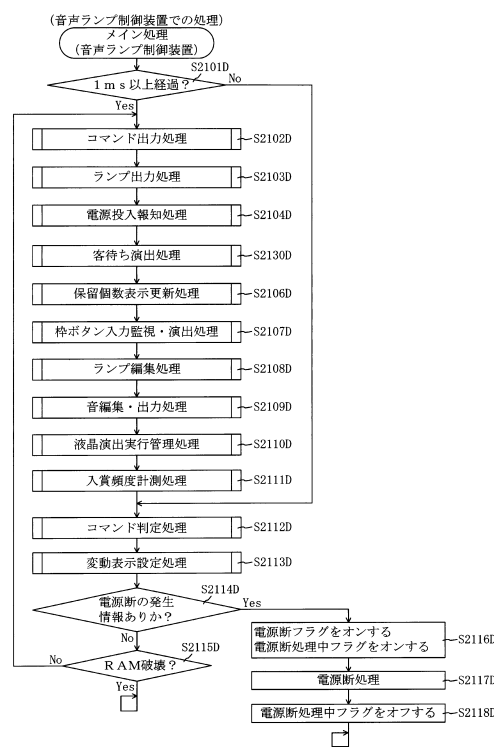 (音声ランプ制御装置での処理)
メイン処理
(音声ランプ制御装置)
S2101D
1ms以上経過?
No
Yes
コマンド出力処理 S2102D
ランプ出力処理 S2103D
電源投入報知処理 S2104D
客待ち演出処理 S2130D
保留個数表示更新処理 S2106D
枠ボタン入力監視・演出処理 S2107D
ランプ編集処理 S2108D
音編集・出力処理 S2109D
液晶演出実行管理処理 S2110D
入賞頻度計測処理 S2111D
コマンド判定処理 S2112D
変動表示設定処理 S2113D
S2114D
電源断の発生
情報ありか?
Yes
No
電源断フラグをオンする
電源断処理中フラグをオンする
S2116D
S2115D
RAM破壊?
No
Yes
電源断処理 S2117D
電源断処理中フラグをオフする S2118D